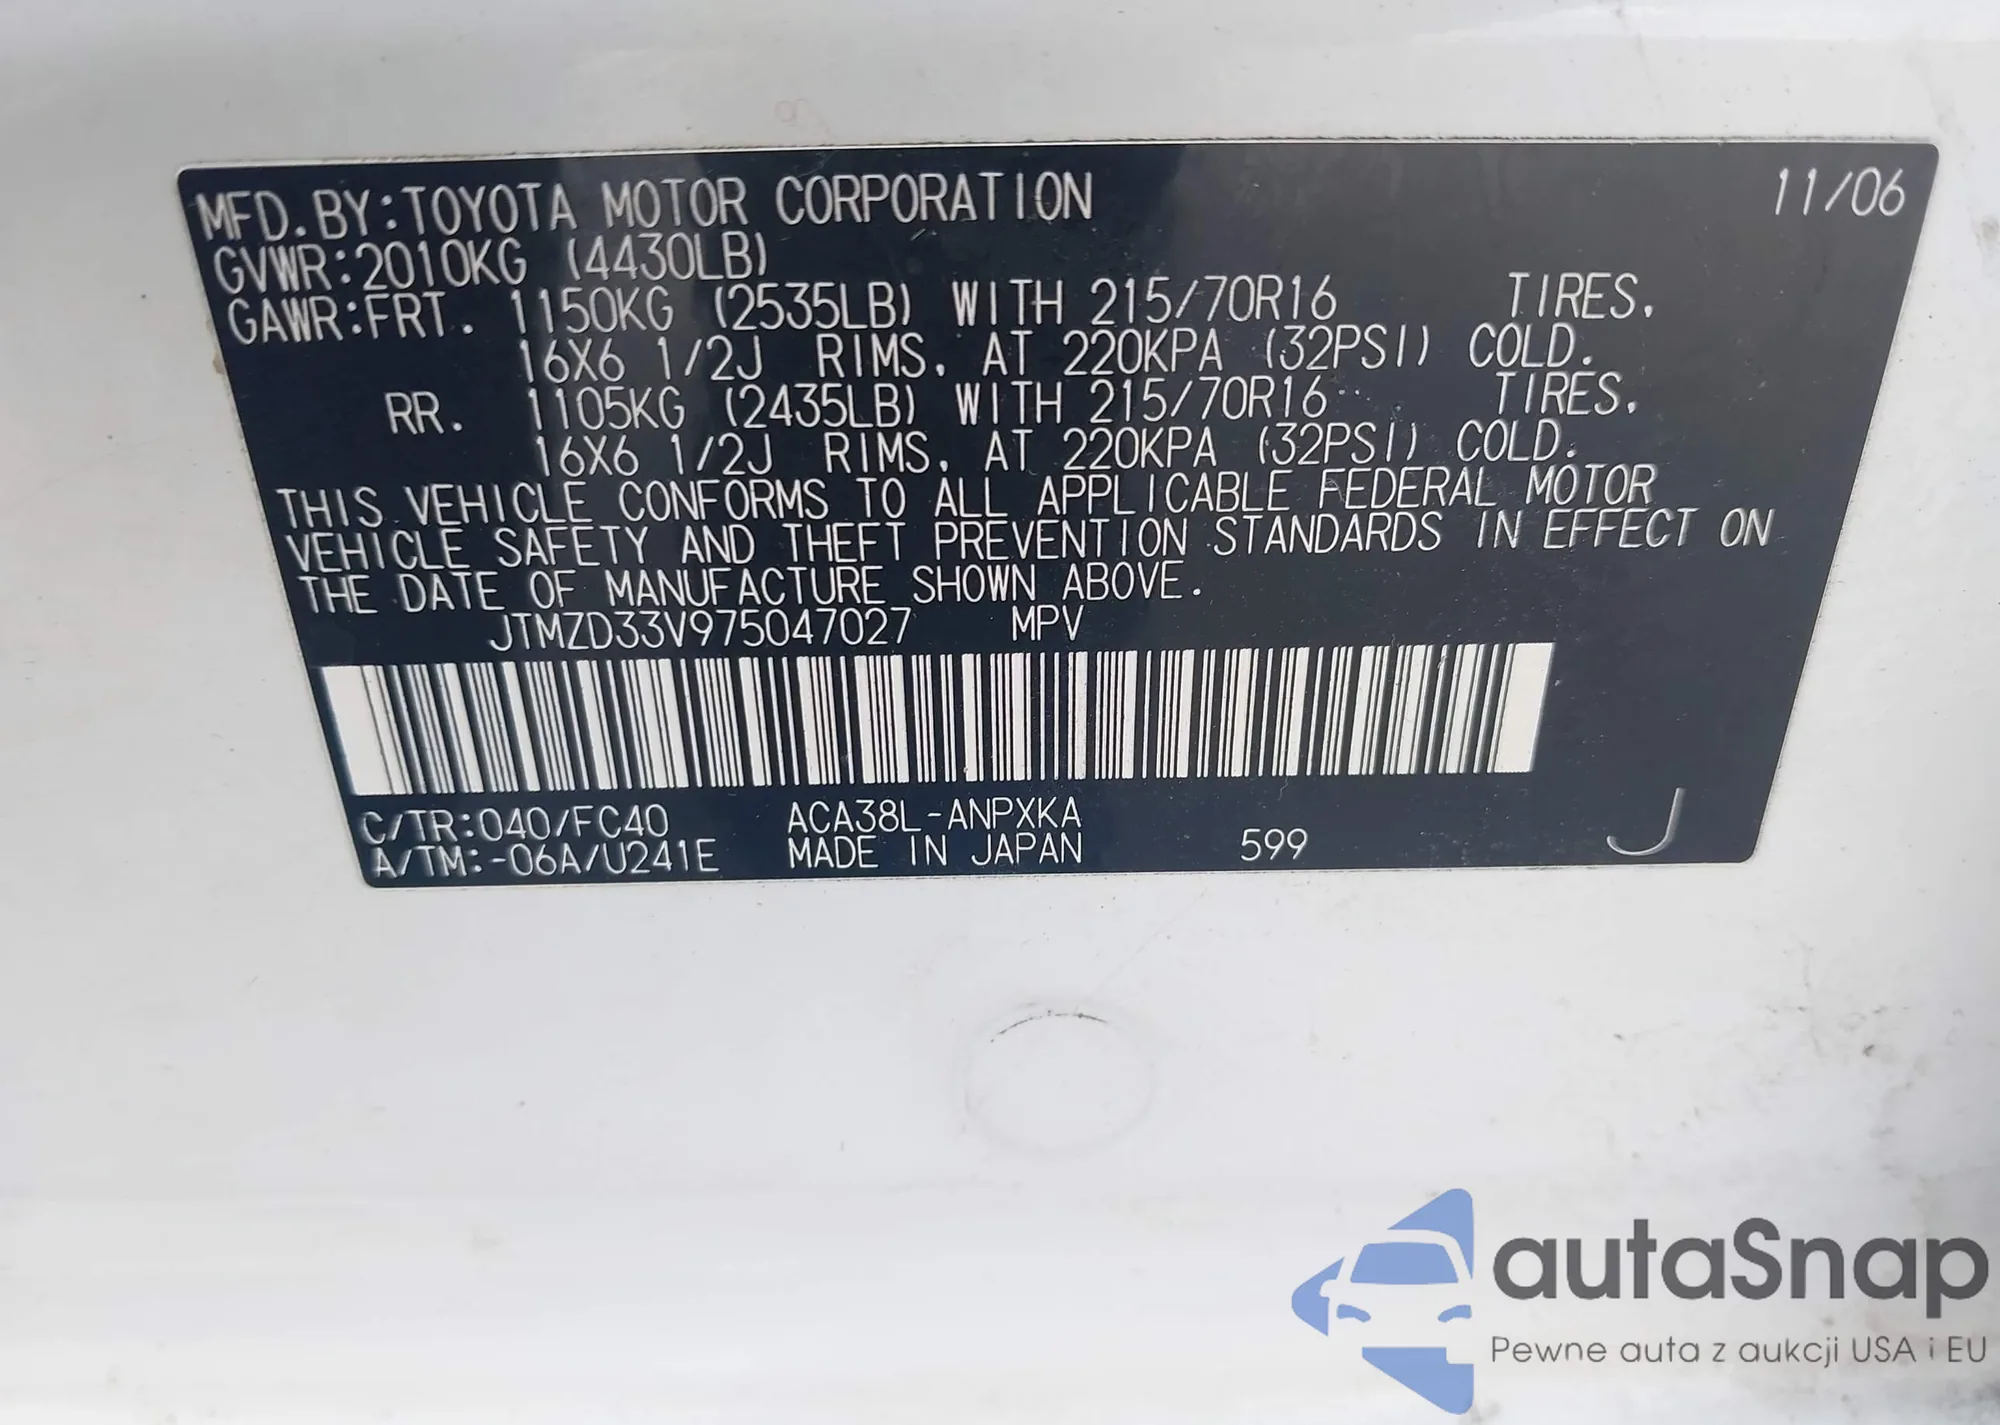 MFD.BY:TOYOTA MOTOR CORPORATION 11/06
GVWR:2010KG (4430LB)
GAWR:FRT. 1150KG (2535LB) WITH 215/70R16 TIRES,
16X6 1/2J RIMS, AT 220KPA (32PSI) COLD.
RR. 1105KG (2435LB) WITH 215/70R16 TIRES,
16X6 1/2J RIMS, AT 220KPA (32PSI) COLD.
THIS VEHICLE CONFORMS TO ALL APPLICABLE FEDERAL MOTOR
VEHICLE SAFETY AND THEFT PREVENTION STANDARDS IN EFFECT ON
THE DATE OF MANUFACTURE SHOWN ABOVE.
JTMZD33V975047027 MPV
C/TR:040/FC40 ACA38L-ANPXKA
A/TM:-06A/U241E MADE IN JAPAN 599 J
autaSnap
Pewne auta z aukcji USA i EU